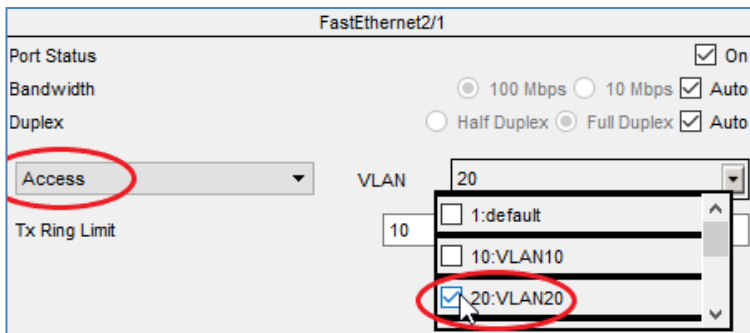 FastEthernet2/1
Port Status On
Bandwidth 100 Mbps 10 Mbps Auto
Duplex Half Duplex Full Duplex Auto
Access VLAN 20
1:default
Tx Ring Limit 10
10:VLAN10
20:VLAN20